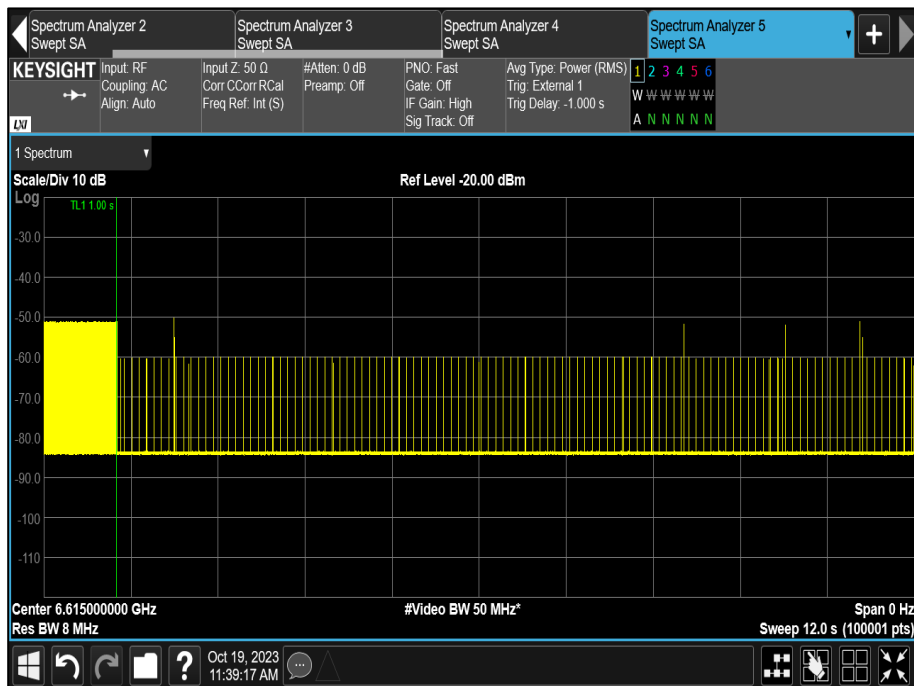 Spectrum Analyzer 2
Swept SA
Spectrum Analyzer 3
Swept SA
Spectrum Analyzer 4
Swept SA
Spectrum Analyzer 5
Swept SA
KEYSIGHT
LXI
Input: RF
Coupling: AC
Align: Auto
Input Z: 50 Ω
Corr CCorr RCal
Freq Ref: Int (S)
#Atten: 0 dB
Preamp: Off
PNO: Fast
Gate: Off
IF Gain: High
Sig Track: Off
Avg Type: Power (RMS)
Trig: External 1
Trig Delay: -1.000 s
1 2 3 4 5 6
W W W W W W
A N N N N N
1 Spectrum
Scale/Div 10 dB
Ref Level -20.00 dBm
Log
TL1 1.00 s
-30.0
-40.0
-50.0
-60.0
-70.0
-80.0
-90.0
-100
-110
Center 6.615000000 GHz
#Video BW 50 MHz*
Span 0 Hz
Res BW 8 MHz
Sweep 12.0 s (100001 pts)
Oct 19, 2023
11:39:17 AM